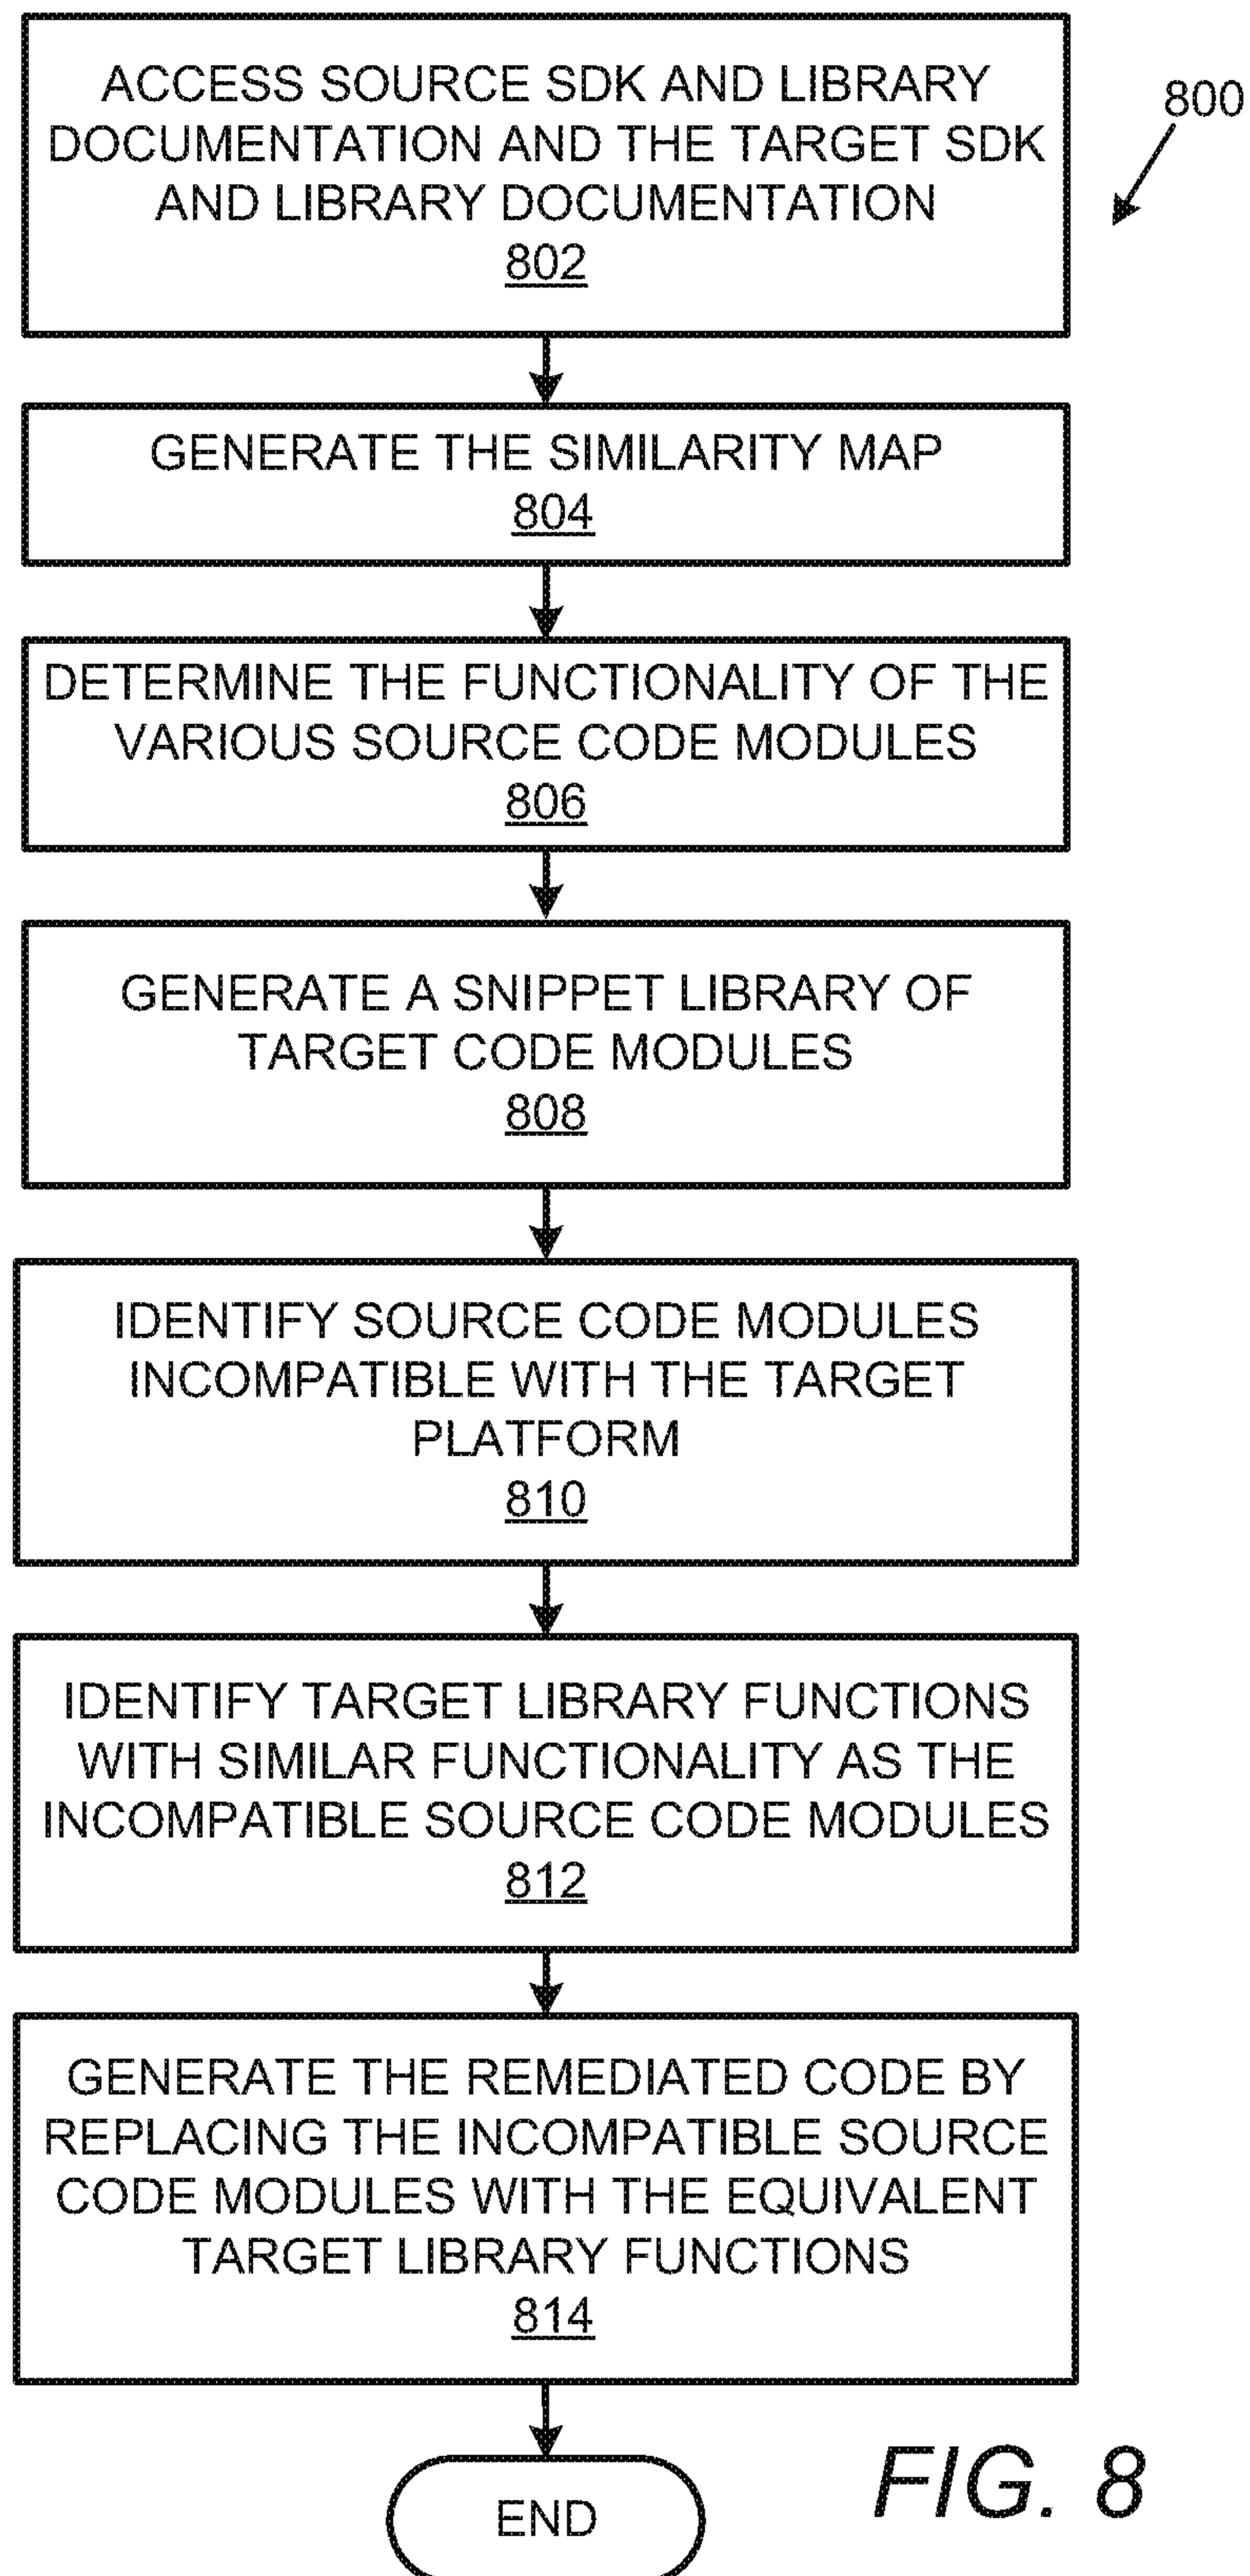 ACCESS SOURCE SDK AND LIBRARY
DOCUMENTATION AND THE TARGET SDK
AND LIBRARY DOCUMENTATION
802
800
GENERATE THE SIMILARITY MAP
804
DETERMINE THE FUNCTIONALITY OF THE
VARIOUS SOURCE CODE MODULES
806
GENERATE A SNIPPET LIBRARY OF
TARGET CODE MODULES
808
IDENTIFY SOURCE CODE MODULES
INCOMPATIBLE WITH THE TARGET
PLATFORM
810
IDENTIFY TARGET LIBRARY FUNCTIONS
WITH SIMILAR FUNCTIONALITY AS THE
INCOMPATIBLE SOURCE CODE MODULES
812
GENERATE THE REMEDIATED CODE BY
REPLACING THE INCOMPATIBLE SOURCE
CODE MODULES WITH THE EQUIVALENT
TARGET LIBRARY FUNCTIONS
814
END
FIG. 8